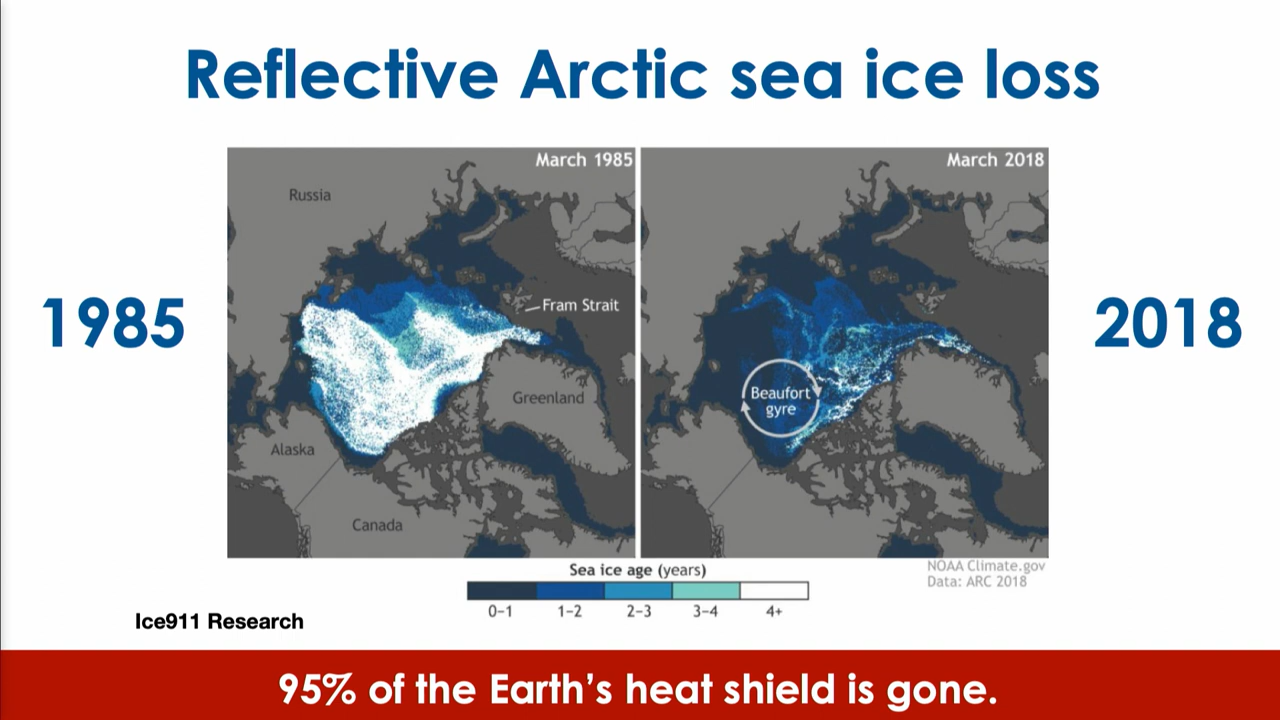 Reflective Arctic sea ice loss
March 1985
March 2018
Russia
1985
Fram Strait
2018
Beaufort
gyre
Greenland
Alaska
Canada
NOAA Climate.gov
Data: ARC 2018
Sea ice age (years)
0–1 1–2 2–3 3–4 4+
Ice911 Research
95% of the Earth’s heat shield is gone.